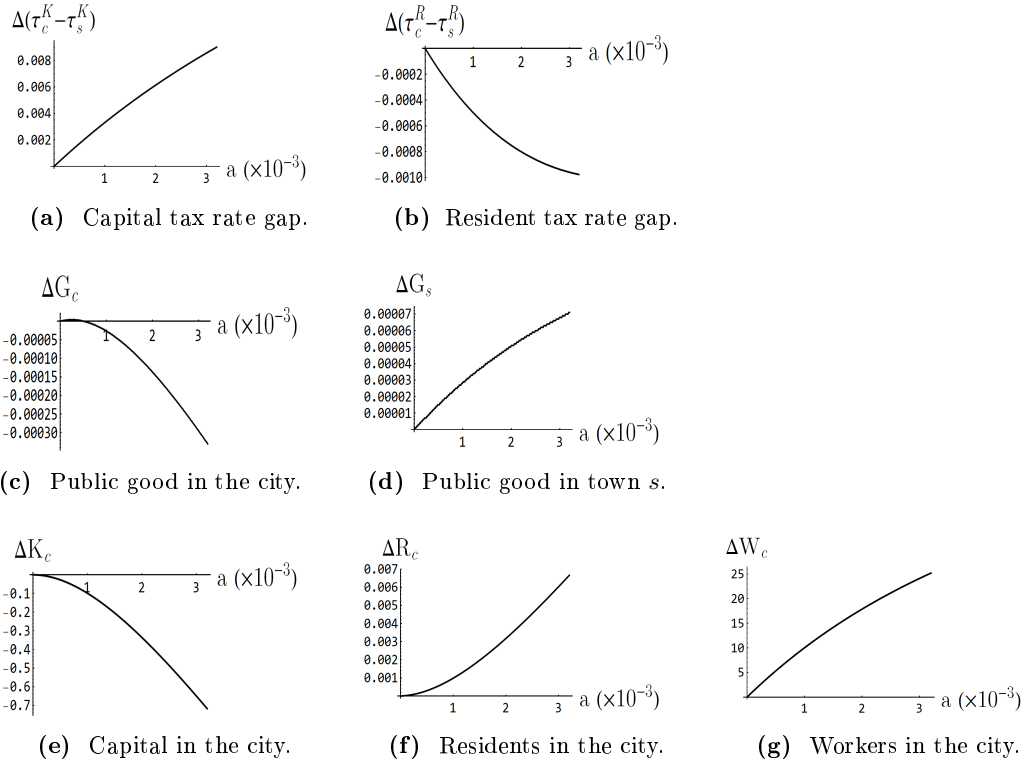 Δ(τ_c^K−τ_s^K)
0.008
0.006
0.004
0.002
1 2 3 a (×10⁻³)
(a) Capital tax rate gap.
Δ(τ_c^R−τ_s^R)
1 2 3 a (×10⁻³)
−0.0002
−0.0004
−0.0006
−0.0008
−0.0010
(b) Resident tax rate gap.
ΔG_c
1 2 3 a (×10⁻³)
−0.00005
−0.00010
−0.00015
−0.00020
−0.00025
−0.00030
(c) Public good in the city.
ΔG_s
0.00007
0.00006
0.00005
0.00004
0.00003
0.00002
0.00001
1 2 3 a (×10⁻³)
(d) Public good in town s.
ΔK_c
1 2 3 a (×10⁻³)
−0.1
−0.2
−0.3
−0.4
−0.5
−0.6
−0.7
(e) Capital in the city.
ΔR_c
0.007
0.006
0.005
0.004
0.003
0.002
0.001
1 2 3 a (×10⁻³)
(f) Residents in the city.
ΔW_c
25
20
15
10
5
1 2 3 a (×10⁻³)
(g) Workers in the city.